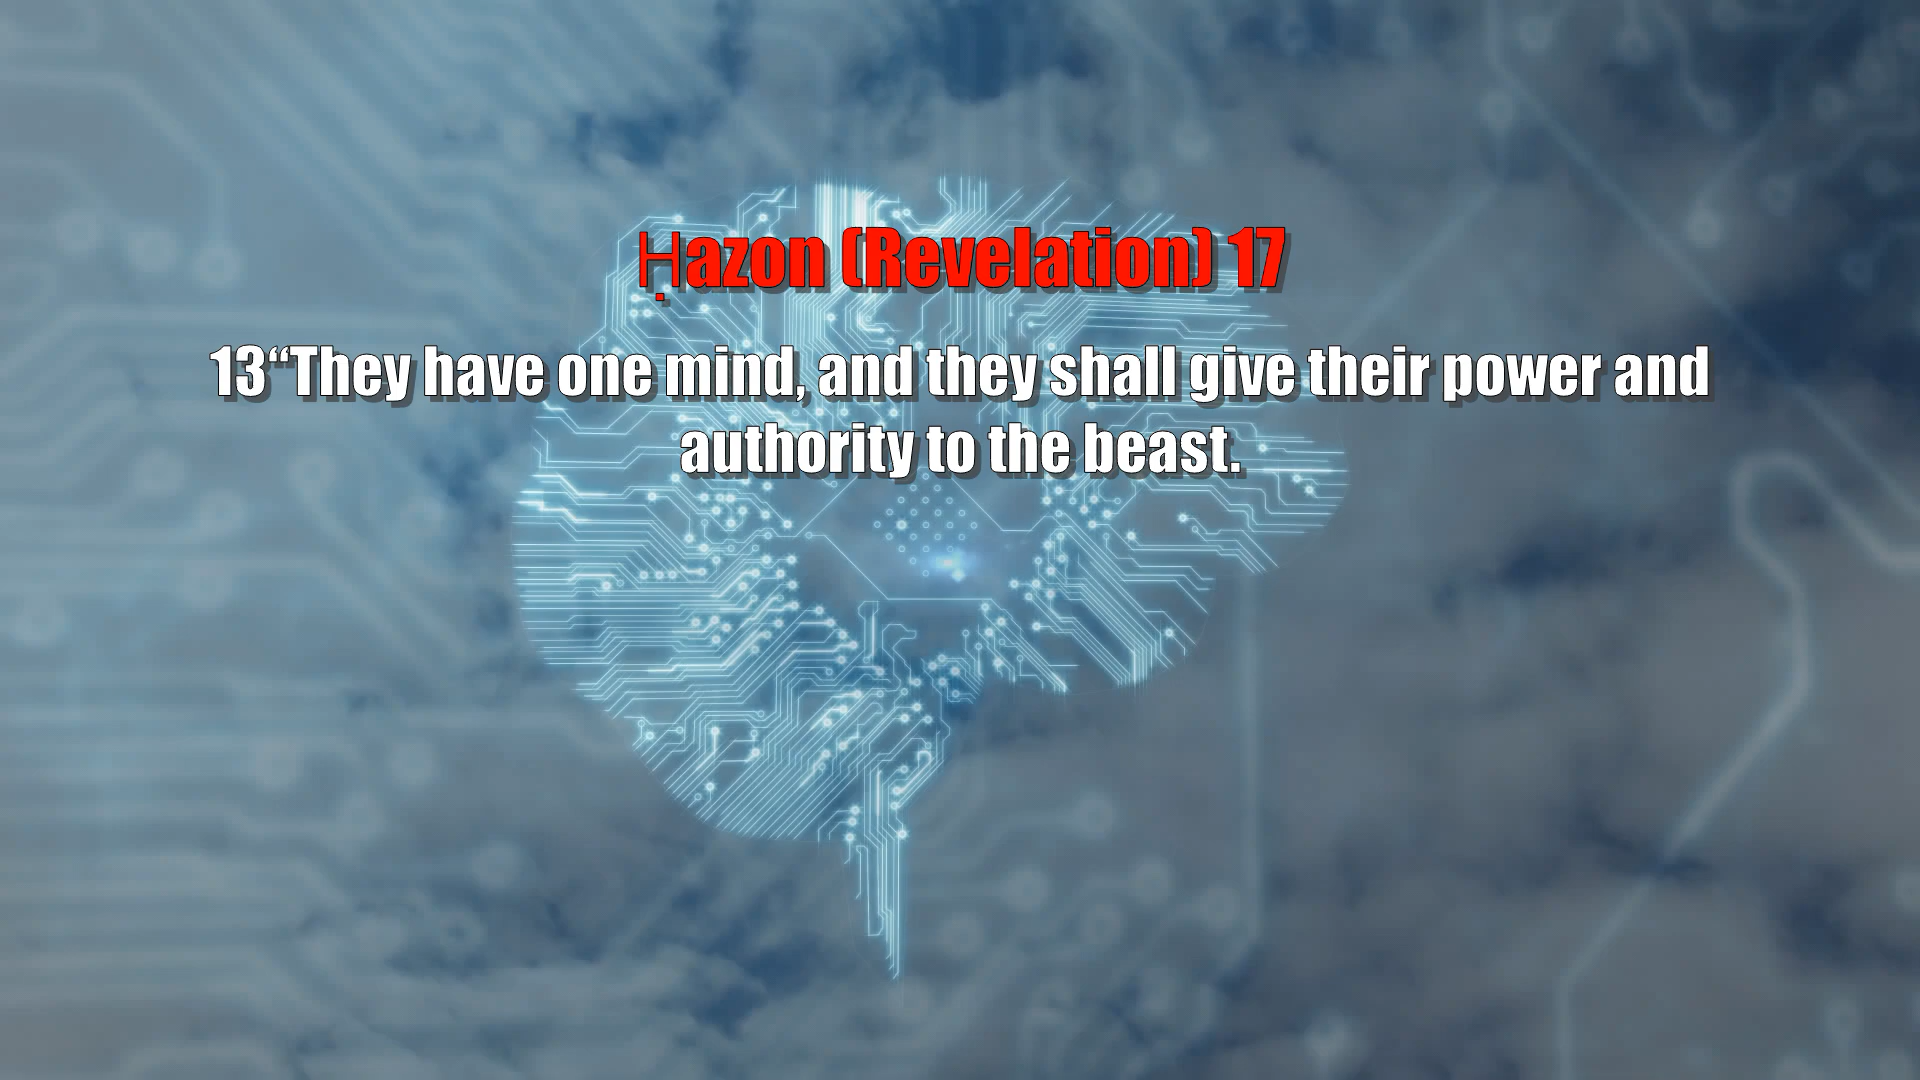 Ḥazon (Revelation) 17
13“They have one mind, and they shall give their power and
authority to the beast.